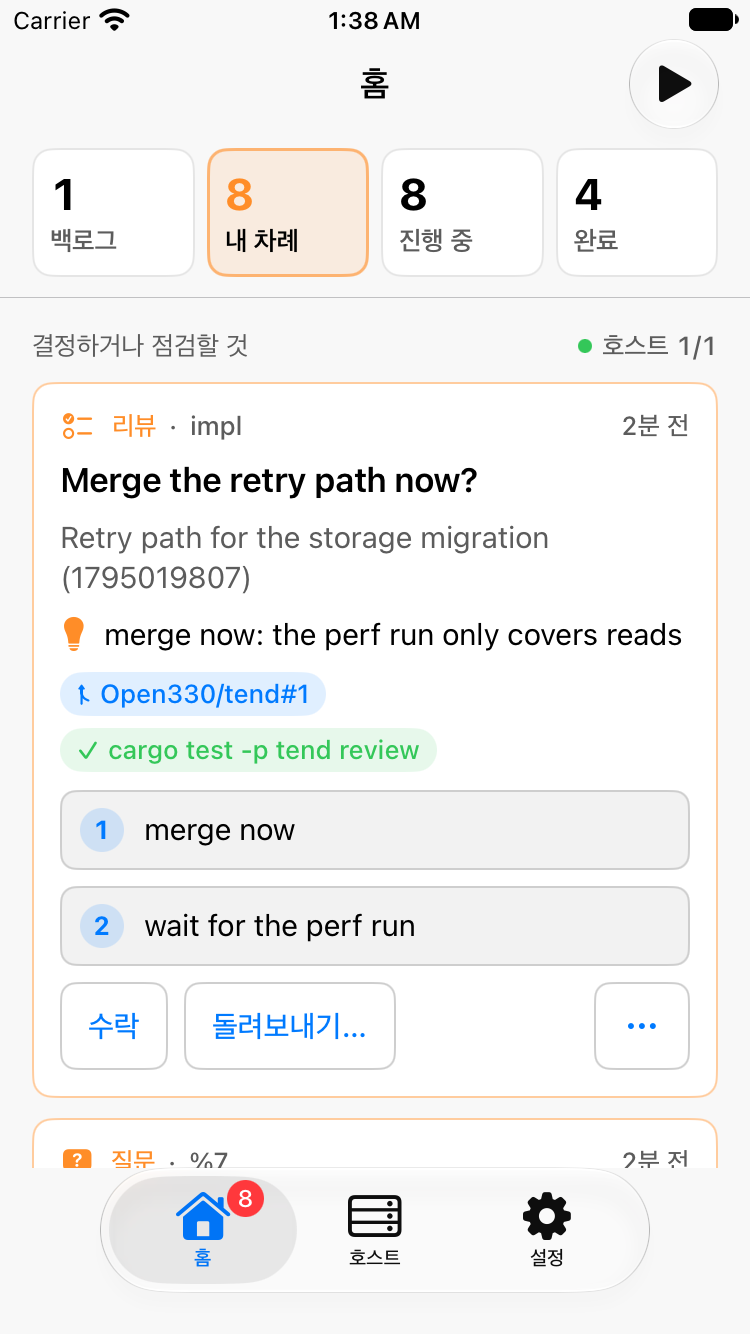 Carrier
1:38 AM
홈
1
백로그
8
내 차례
8
진행 중
4
완료
결정하거나 점검할 것
호스트 1/1
리뷰 · impl
2분 전
Merge the retry path now?
Retry path for the storage migration
(1795019807)
merge now: the perf run only covers reads
Open330/tend#1
✓ cargo test -p tend review
1 merge now
2 wait for the perf run
수락
돌려보내기...
...
? 질문 · %7
2분 전
8
홈
호스트
설정